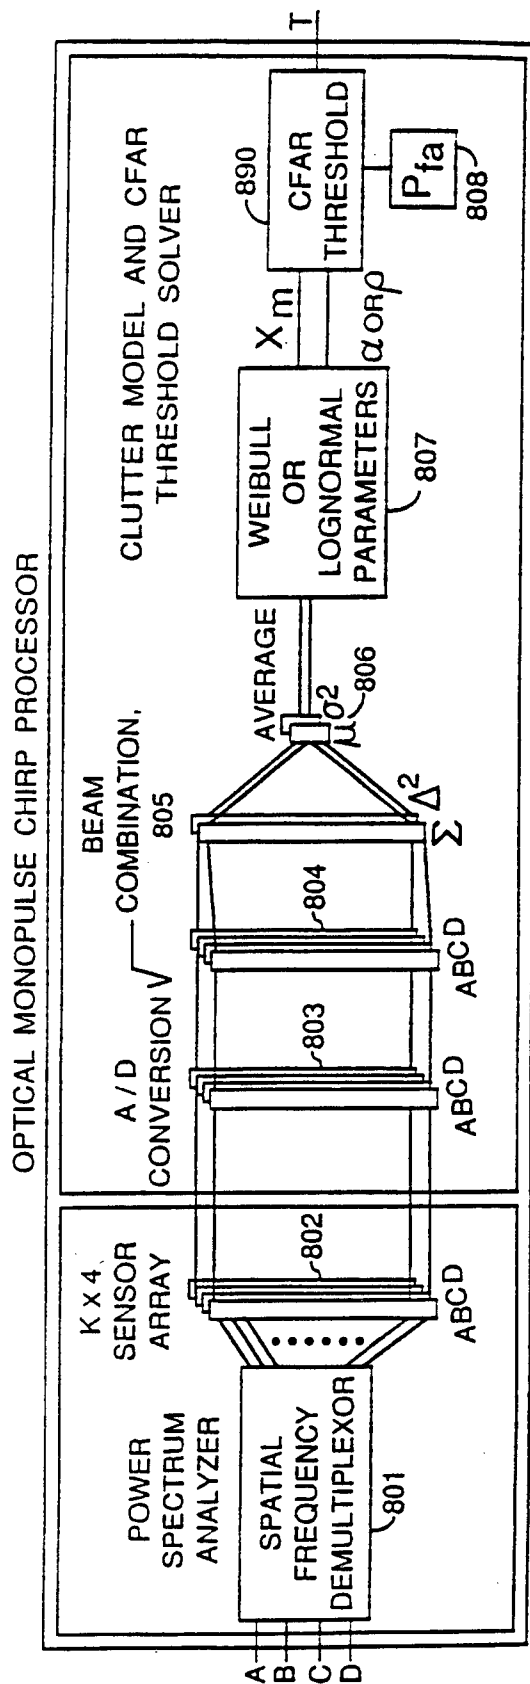 OPTICAL MONOPULSE CHIRP PROCESSOR
POWER
SPECTRUM
ANALYZER
K x 4
SENSOR
ARRAY
A / D
CONVERSION
BEAM
COMBINATION,
805
CLUTTER MODEL AND CFAR
THRESHOLD SOLVER
A
B
C
D
SPATIAL
FREQUENCY
DEMULTIPLEXOR
801
802
ABCD
803
ABCD
√
804
ABCD
Σ Δ²
AVERAGE
μ σ²
806
WEIBULL
OR
LOGNORMAL
PARAMETERS
807
Xm
α OR ρ
890
CFAR
THRESHOLD
Pfa
808
T